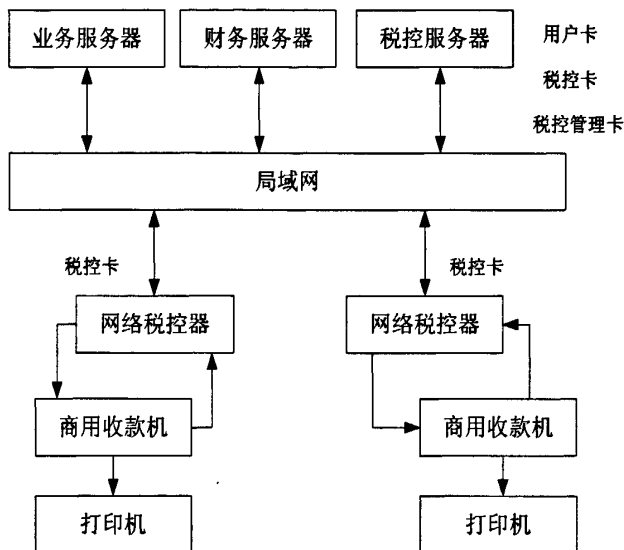 业务服务器
财务服务器
税控服务器
用户卡
税控卡
税控管理卡
局域网
税控卡
税控卡
网络税控器
网络税控器
商用收款机
商用收款机
打印机
打印机